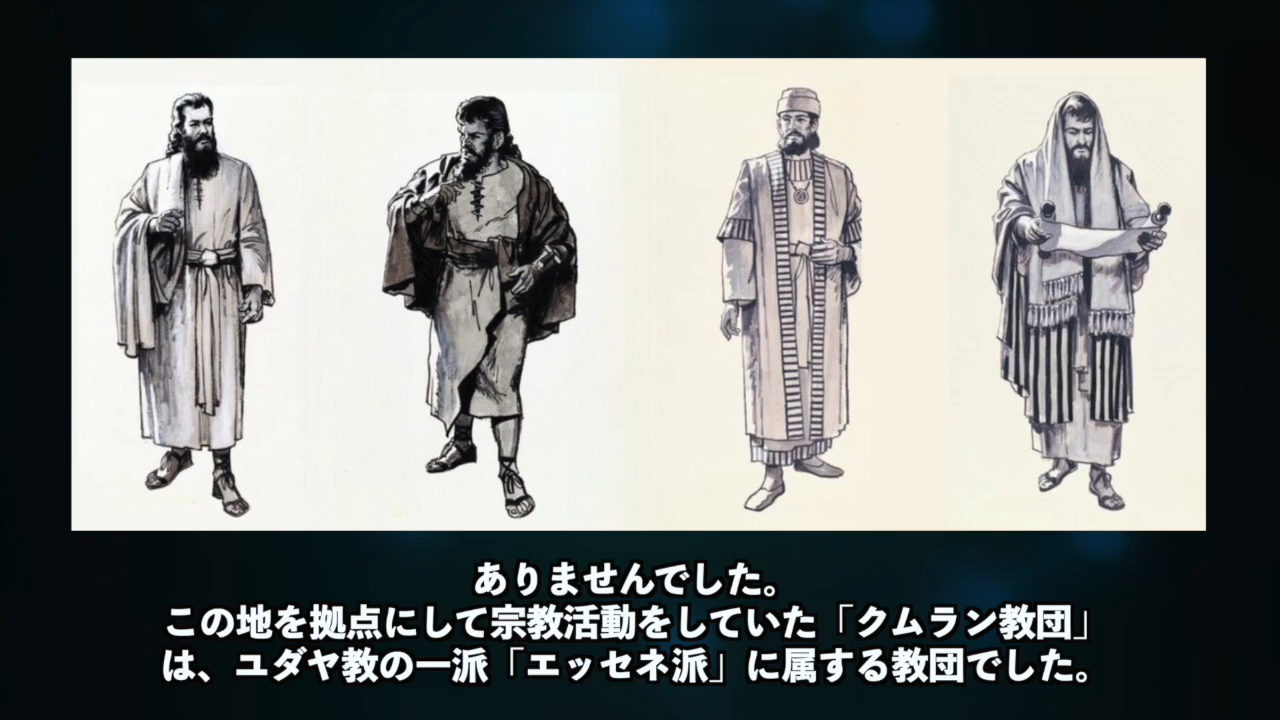 ありませんでした。
この地を拠点にして宗教活動をしていた「クムラン教団」
は、ユダヤ教の一派「エッセネ派」に属する教団でした。